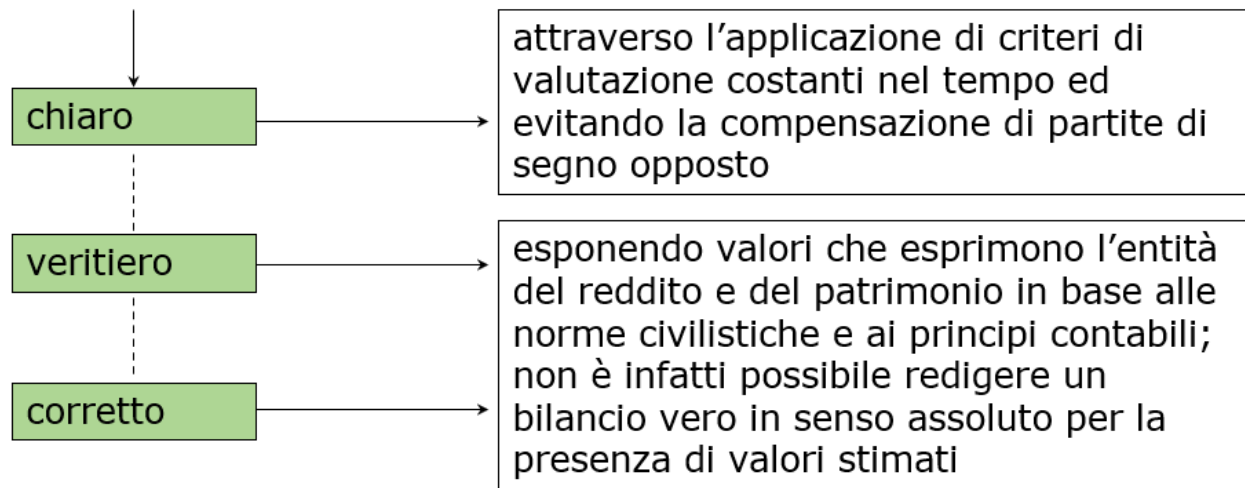 chiaro
attraverso l’applicazione di criteri di
valutazione costanti nel tempo ed
evitando la compensazione di partite di
segno opposto
veritiero
corretto
esponendo valori che esprimono l’entità
del reddito e del patrimonio in base alle
norme civilistiche e ai principi contabili;
non è infatti possibile redigere un
bilancio vero in senso assoluto per la
presenza di valori stimati